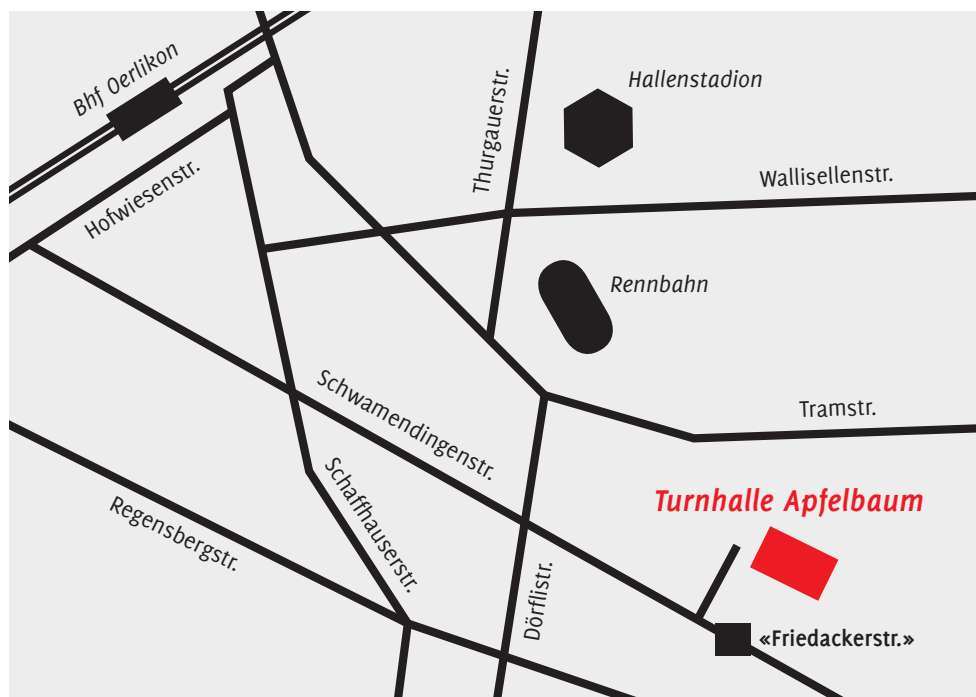 Bhf Oerlikon
Hallenstadion
Thurgauerstr.
Wallisellenstr.
Hofwiesenstr.
Rennbahn
Schwamendingenstr.
Tramstr.
Schaffhauserstr.
Turnhalle Apfelbaum
Regensbergstr.
Dörflistr.
«Friedackerstr.»